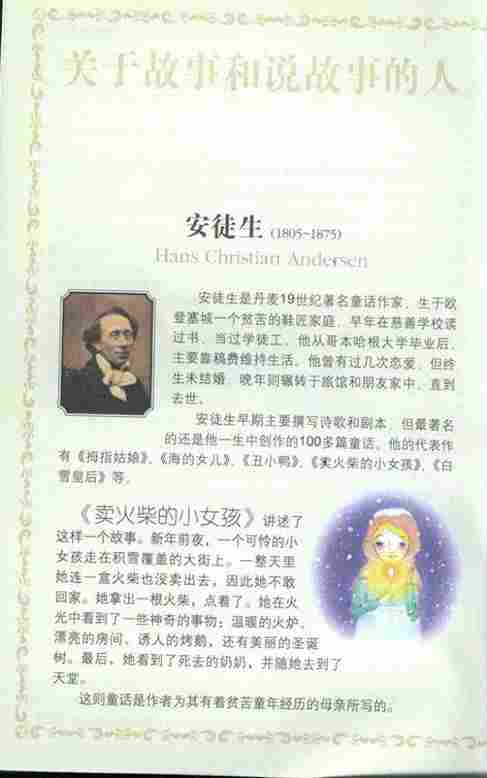 关于故事和说故事的人
安徒生 (1805~1875)
Hans Christian Andersen
安徒生是丹麦19世纪著名童话作家，生于欧
登塞城一个贫苦的鞋匠家庭，早年在慈善学校读
过书，当过学徒工。他从哥本哈根大学毕业后，
主要靠稿费维持生活。他曾有过几次恋爱，但终
生未结婚，晚年则辗转于旅馆和朋友家中，直到
去世。
安徒生早期主要撰写诗歌和剧本，但最著名
的还是他一生中创作的100多篇童话。他的代表作
有《拇指姑娘》、《海的女儿》、《丑小鸭》、《卖火柴的小女孩》、《白
雪皇后》等。
《卖火柴的小女孩》讲述了
这样一个故事。新年前夜，一个可怜的小
女孩走在积雪覆盖的大街上。一整天里
她连一盒火柴也没卖出去，因此她不敢
回家。她拿出一根火柴，点着了。她在火
光中看到了一些神奇的事物：温暖的火炉、
漂亮的房间、诱人的烤鹅，还有美丽的圣诞
树。最后，她看到了死去的奶奶，并随她去到了
天堂。
这则童话是作者为其有着贫苦童年经历的母亲所写的。